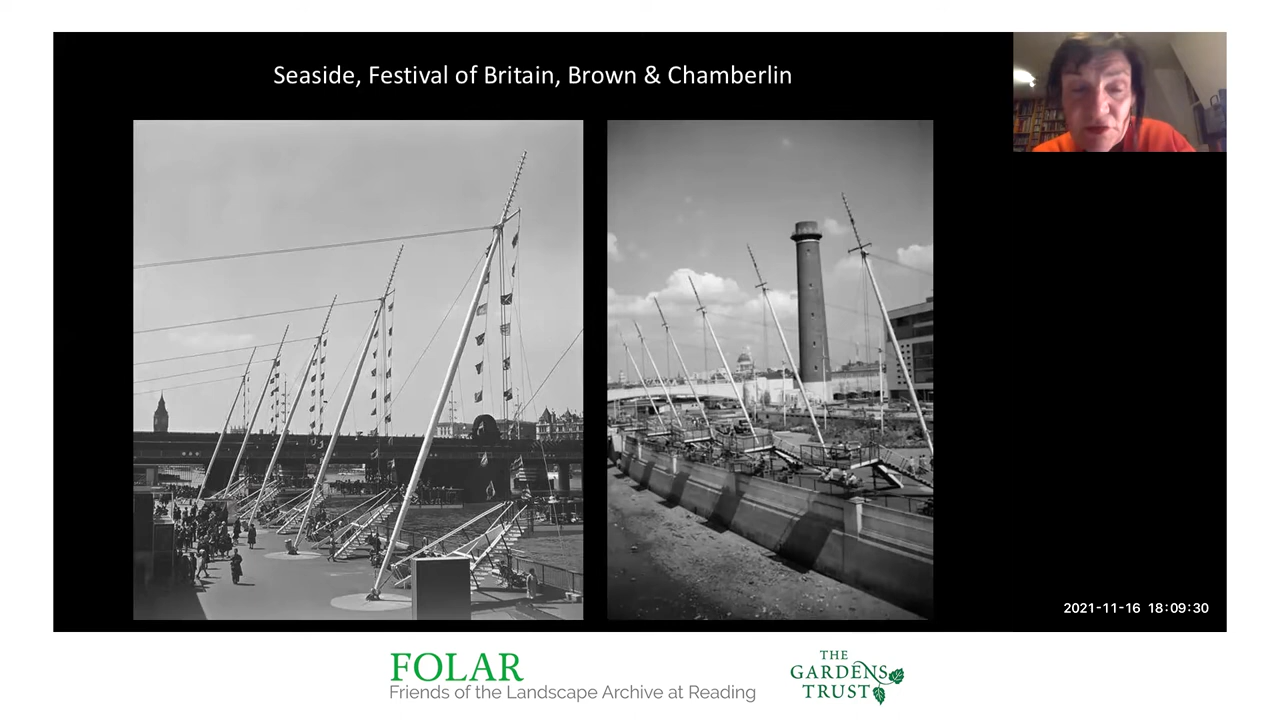 Seaside, Festival of Britain, Brown & Chamberlin
2021-11-16 18:09:30
FOLAR
Friends of the Landscape Archive at Reading
THE
GARDENS
TRUST